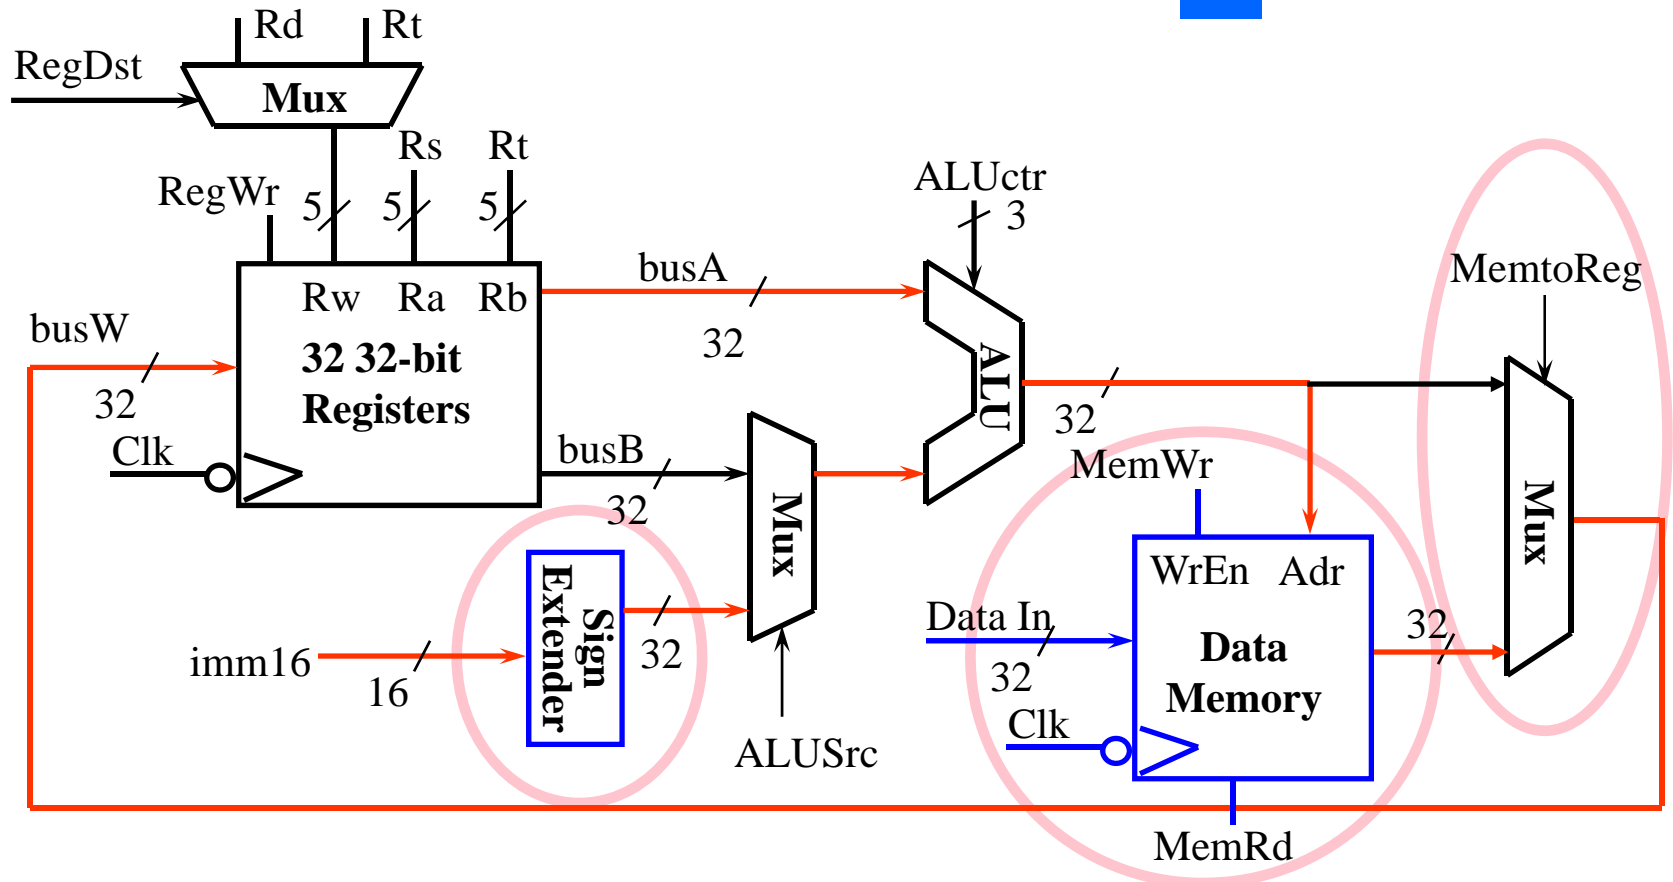 Rd Rt
RegDst
Mux
Rs Rt
RegWr 5 5 5
ALUctr
3
busA
32
Rw Ra Rb
busW
32
32 32-bit
Registers
Clk
busB
32
Mux
ALU
32
MemtoReg
Mux
MemWr
WrEn Adr
Data In
32
Data
Memory
32
Clk
MemRd
imm16
16
Sign
Extender
32
ALUSrc